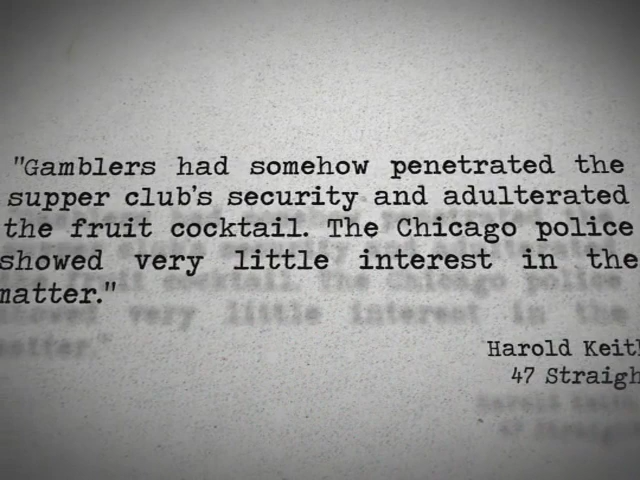 "Gamblers had somehow penetrated the
supper club's security and adulterated
the fruit cocktail. The Chicago police
showed very little interest in the
matter."
Harold Keith
47 Straigh